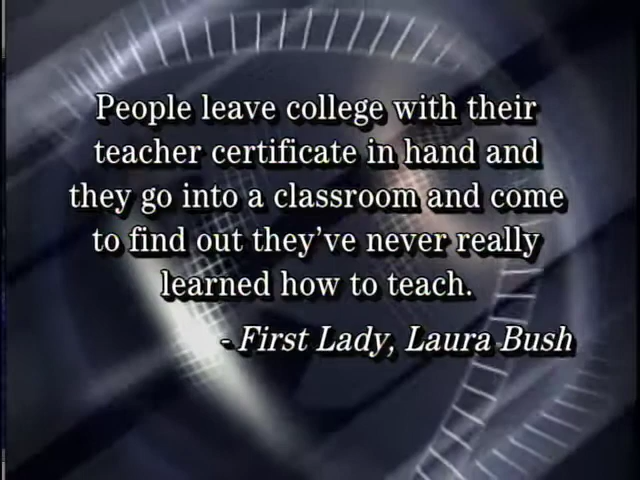 People leave college with their
teacher certificate in hand and
they go into a classroom and come
to find out they've never really
learned how to teach.
- First Lady, Laura Bush